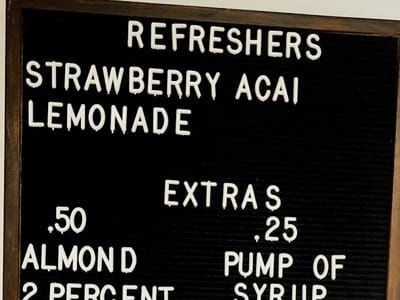 REFRESHERS
STRAWBERRY ACAI
LEMONADE
EXTRAS
.50 .25
ALMOND PUMP OF
2 PERCENT SYRUP